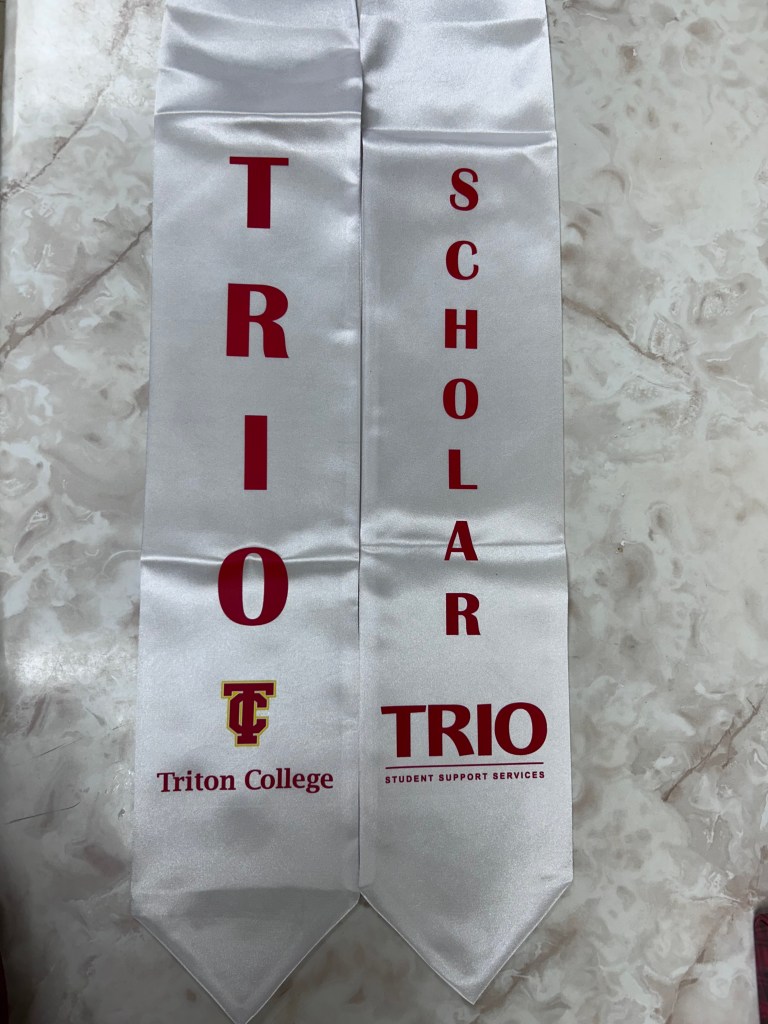 TRIO
TC
Triton College
SCHOLAR
TRIO
STUDENT SUPPORT SERVICES